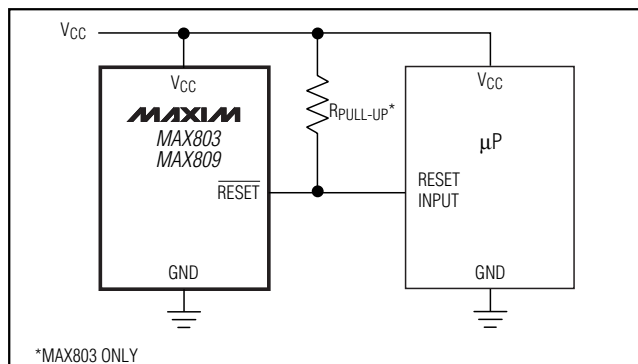 VCC
VCC
MAXIM
MAX803
MAX809
RESET
GND
RPULL-UP*
VCC
μP
RESET
INPUT
GND
*MAX803 ONLY